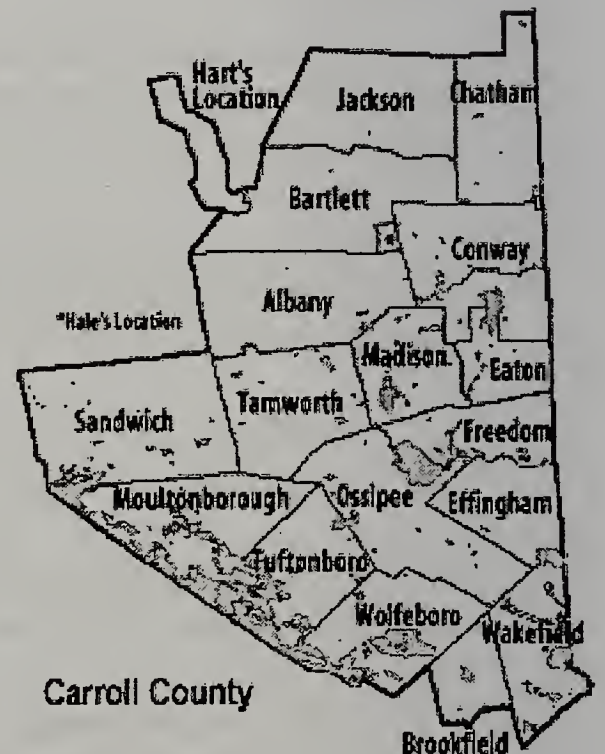 Hart's
Location
Jackson
Chatham
Bartlett
Conway
Albany
*Hale's Location
Madison
Eaton
Sandwich
Tamworth
Freedom
Moultonborough
Ossipee
Effingham
Tuftonboro
Wolfeboro
Wakefield
Carroll County
Brookfield